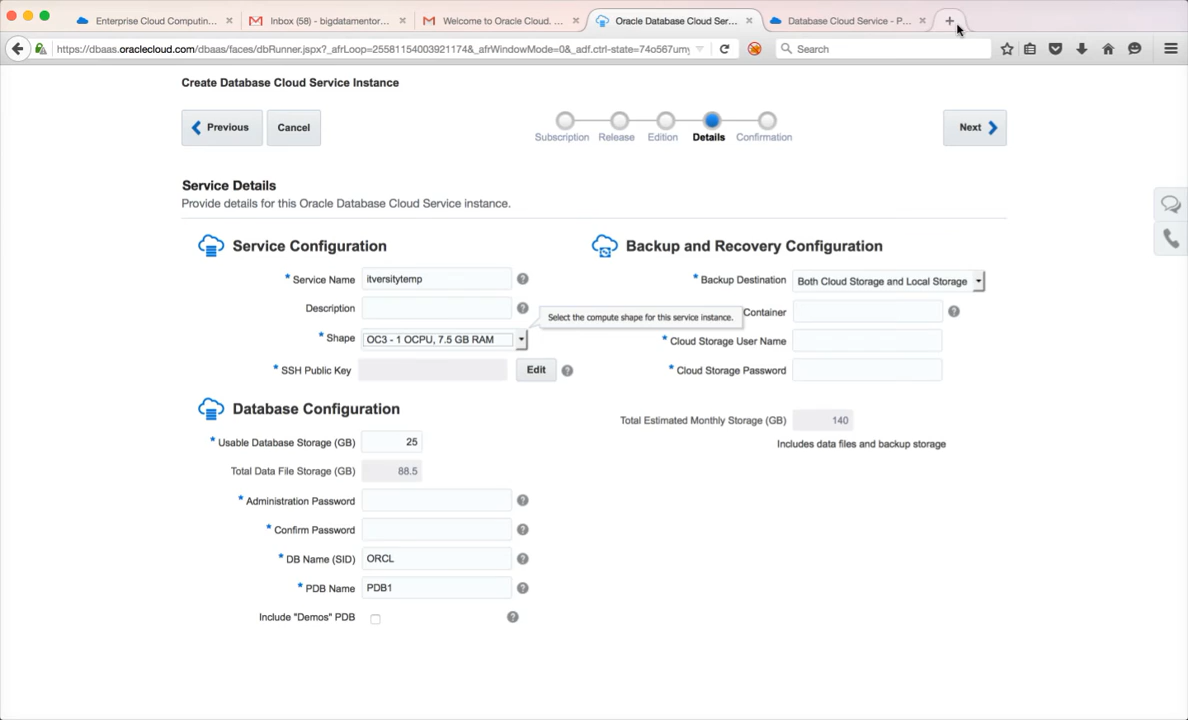 Enterprise Cloud Computin...
Inbox (58) - bigdatamentor...
Welcome to Oracle Cloud. ...
Oracle Database Cloud Ser...
Database Cloud Service - P...
https://dbaas.oraclecloud.com/dbaas/faces/dbRunner.jspx?_afrLoop=2558115400392117​4&_afrWindowMode=0&_adf.ctrl-state=74o567umy
Search
Create Database Cloud Service Instance
Previous
Cancel
Subscription
Release
Edition
Details
Confirmation
Next
Service Details
Provide details for this Oracle Database Cloud Service instance.
Service Configuration
* Service Name itversitytemp
Description
* Shape OC3 - 1 OCPU, 7.5 GB RAM
Select the compute shape for this service instance.
* SSH Public Key Edit
Database Configuration
* Usable Database Storage (GB) 25
Total Data File Storage (GB) 88.5
* Administration Password
* Confirm Password
* DB Name (SID) ORCL
* PDB Name PDB1
Include "Demos" PDB
Backup and Recovery Configuration
* Backup Destination Both Cloud Storage and Local Storage
Container
* Cloud Storage User Name
* Cloud Storage Password
Total Estimated Monthly Storage (GB) 140
Includes data files and backup storage